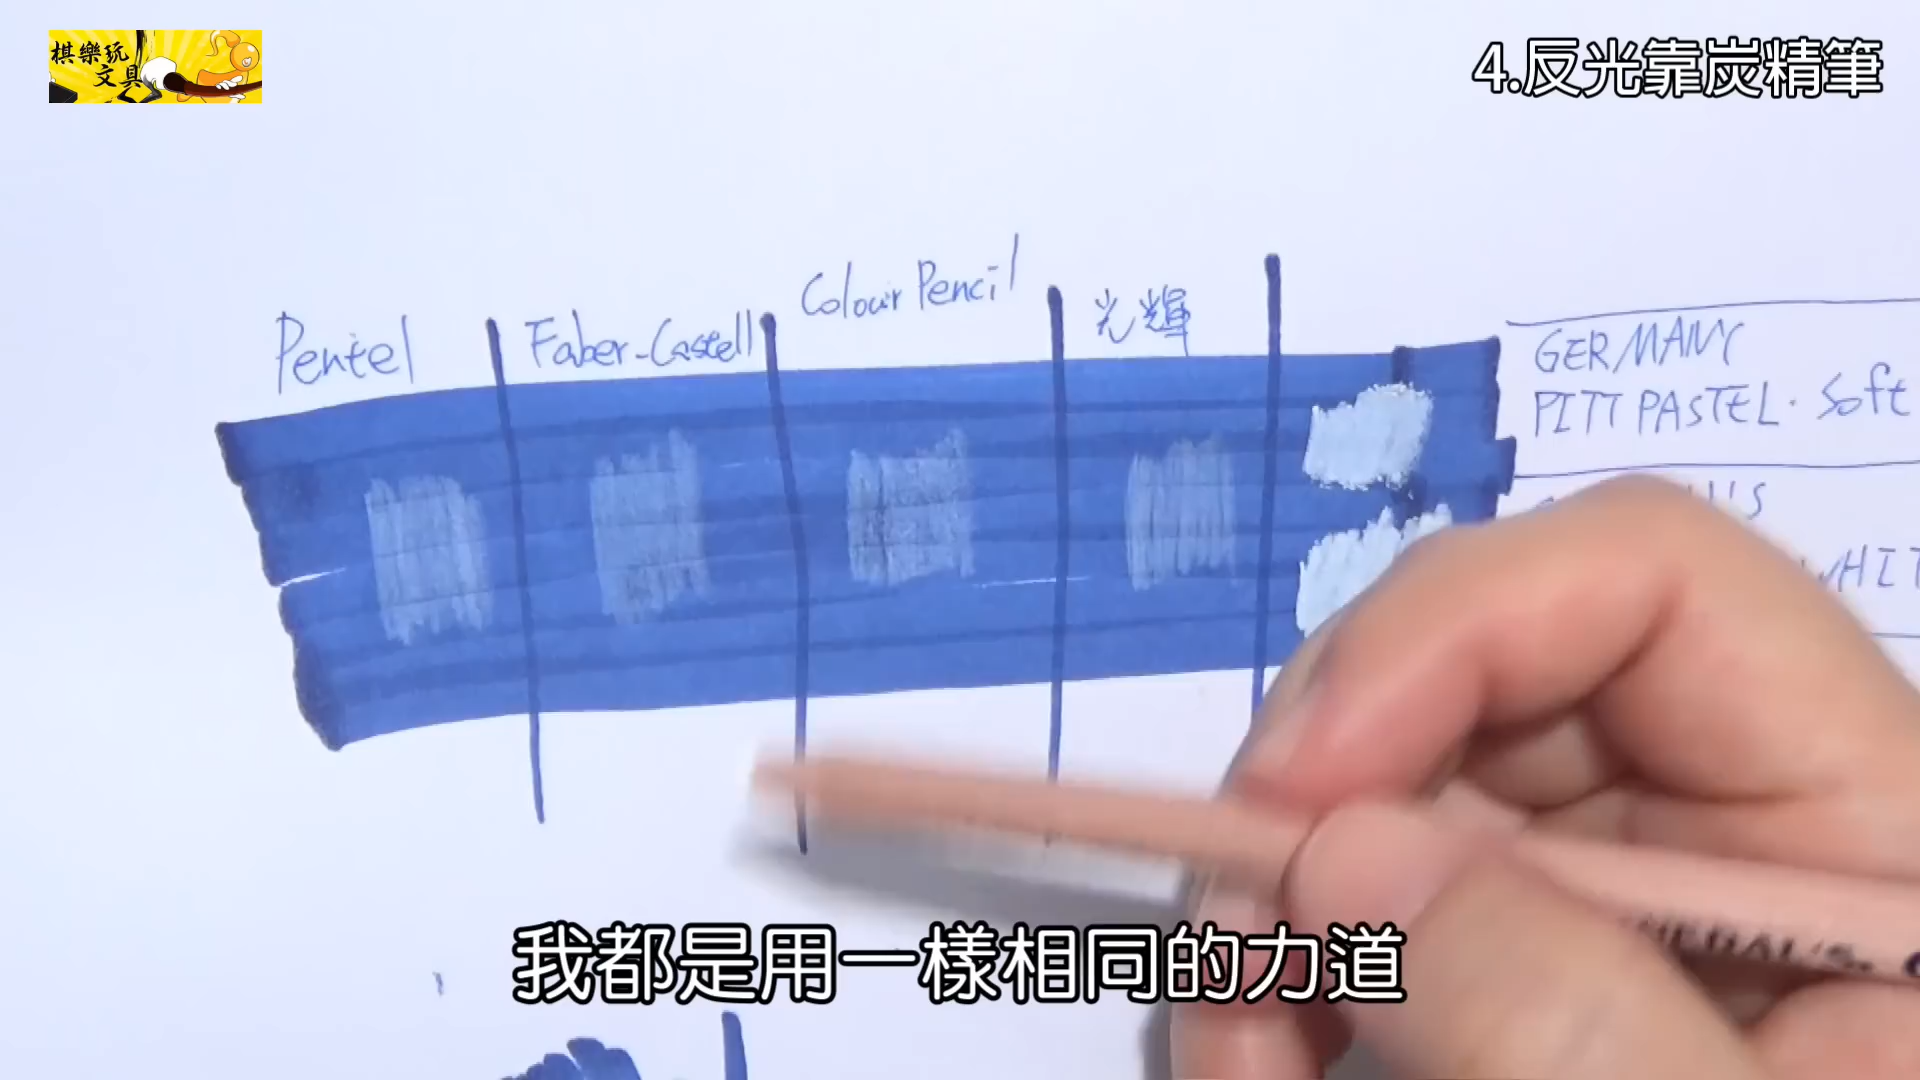 棋樂玩
文具
4.反光靠炭精筆
Pentel
Faber-Castell
Colour Pencil
光輝
GERMANY
PITT PASTEL. Soft
我都是用一樣相同的力道